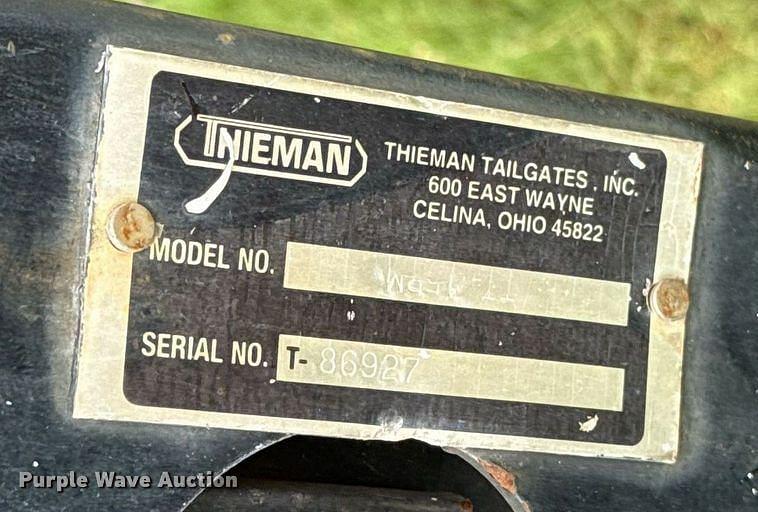 THIEMAN
THIEMAN TAILGATES, INC.
600 EAST WAYNE
CELINA, OHIO 45822
MODEL NO.
SERIAL NO. T- 86927
Purple Wave Auction